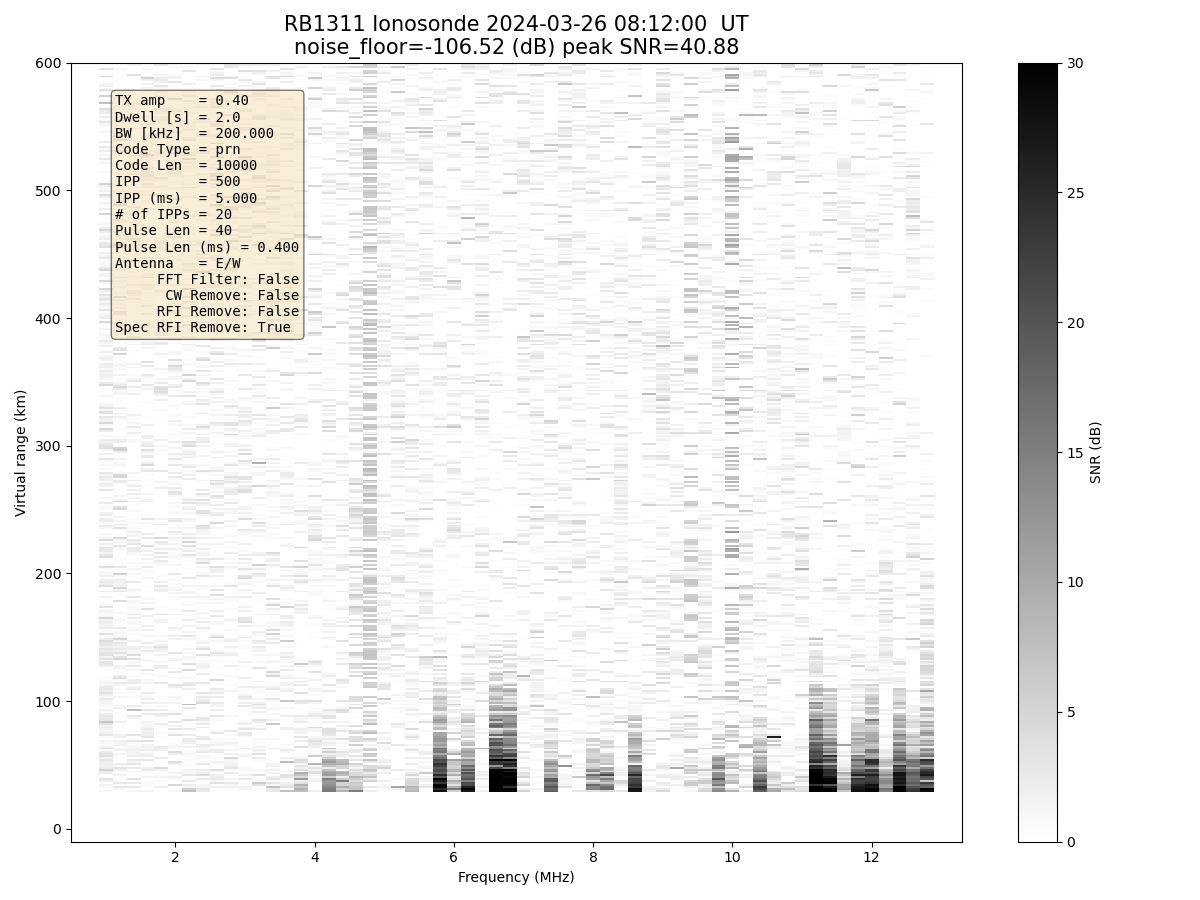 RB1311 Ionosonde 2024-03-26 08:12:00  UT
noise_floor=-106.52 (dB) peak SNR=40.88
TX amp    = 0.40
Dwell [s] = 2.0
BW [kHz]  = 200.000
Code Type = prn
Code Len  = 10000
IPP       = 500
IPP (ms)  = 5.000
# of IPPs = 20
Pulse Len = 40
Pulse Len (ms) = 0.400
Antenna   = E/W
FFT Filter: False
CW Remove: False
RFI Remove: False
Spec RFI Remove: True
Virtual range (km)
600
500
400
300
200
100
0
2 4 6 8 10 12
Frequency (MHz)
30
25
20
15
10
5
0
SNR (dB)